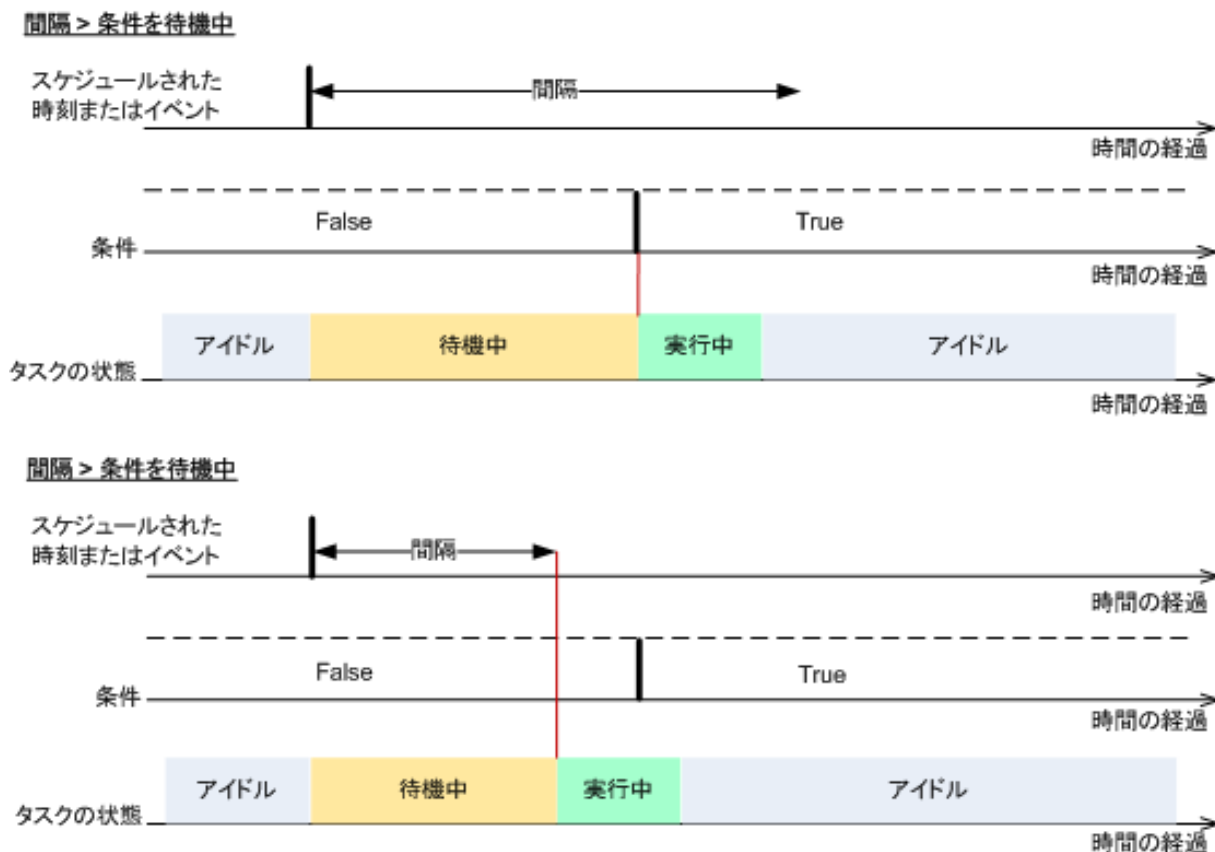 間隔 > 条件を待機中
スケジュールされた
時刻またはイベント
間隔
時間の経過
False
True
条件
時間の経過
アイドル
待機中
実行中
アイドル
タスクの状態
時間の経過
間隔 > 条件を待機中
スケジュールされた
時刻またはイベント
間隔
時間の経過
False
True
条件
時間の経過
アイドル
待機中
実行中
アイドル
タスクの状態
時間の経過